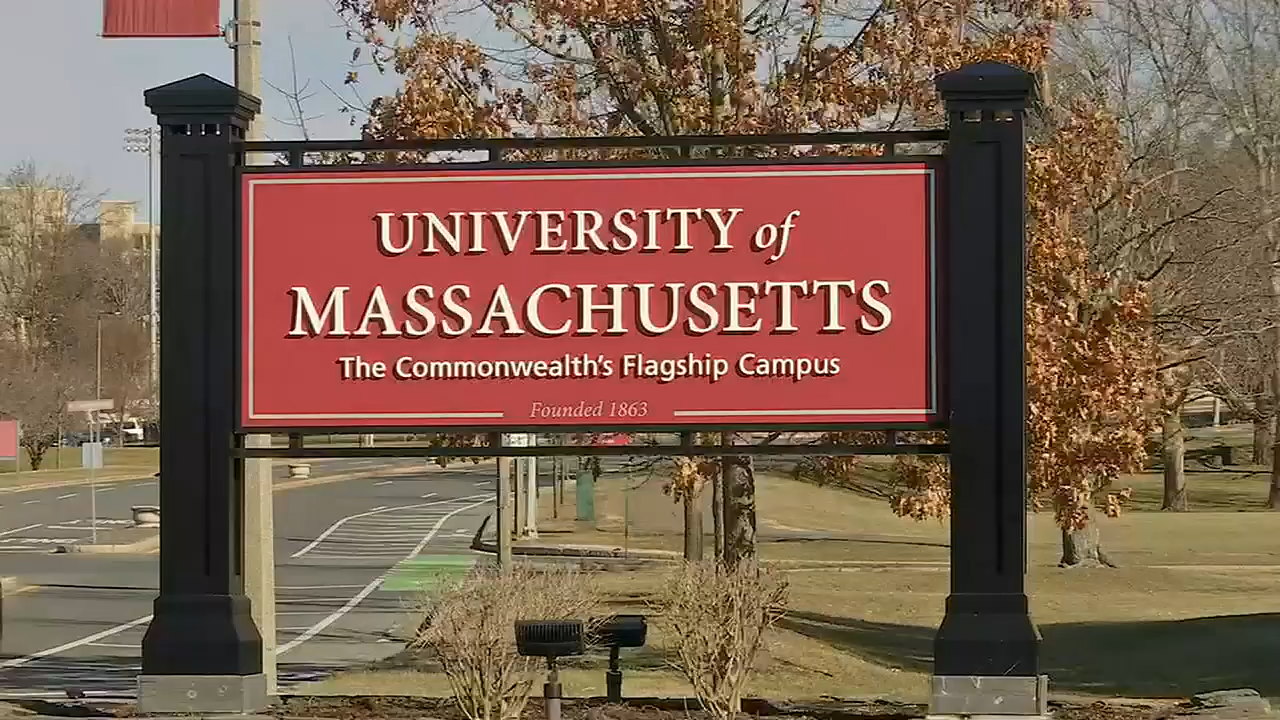 UNIVERSITY of
MASSACHUSETTS
The Commonwealth's Flagship Campus
Founded 1863